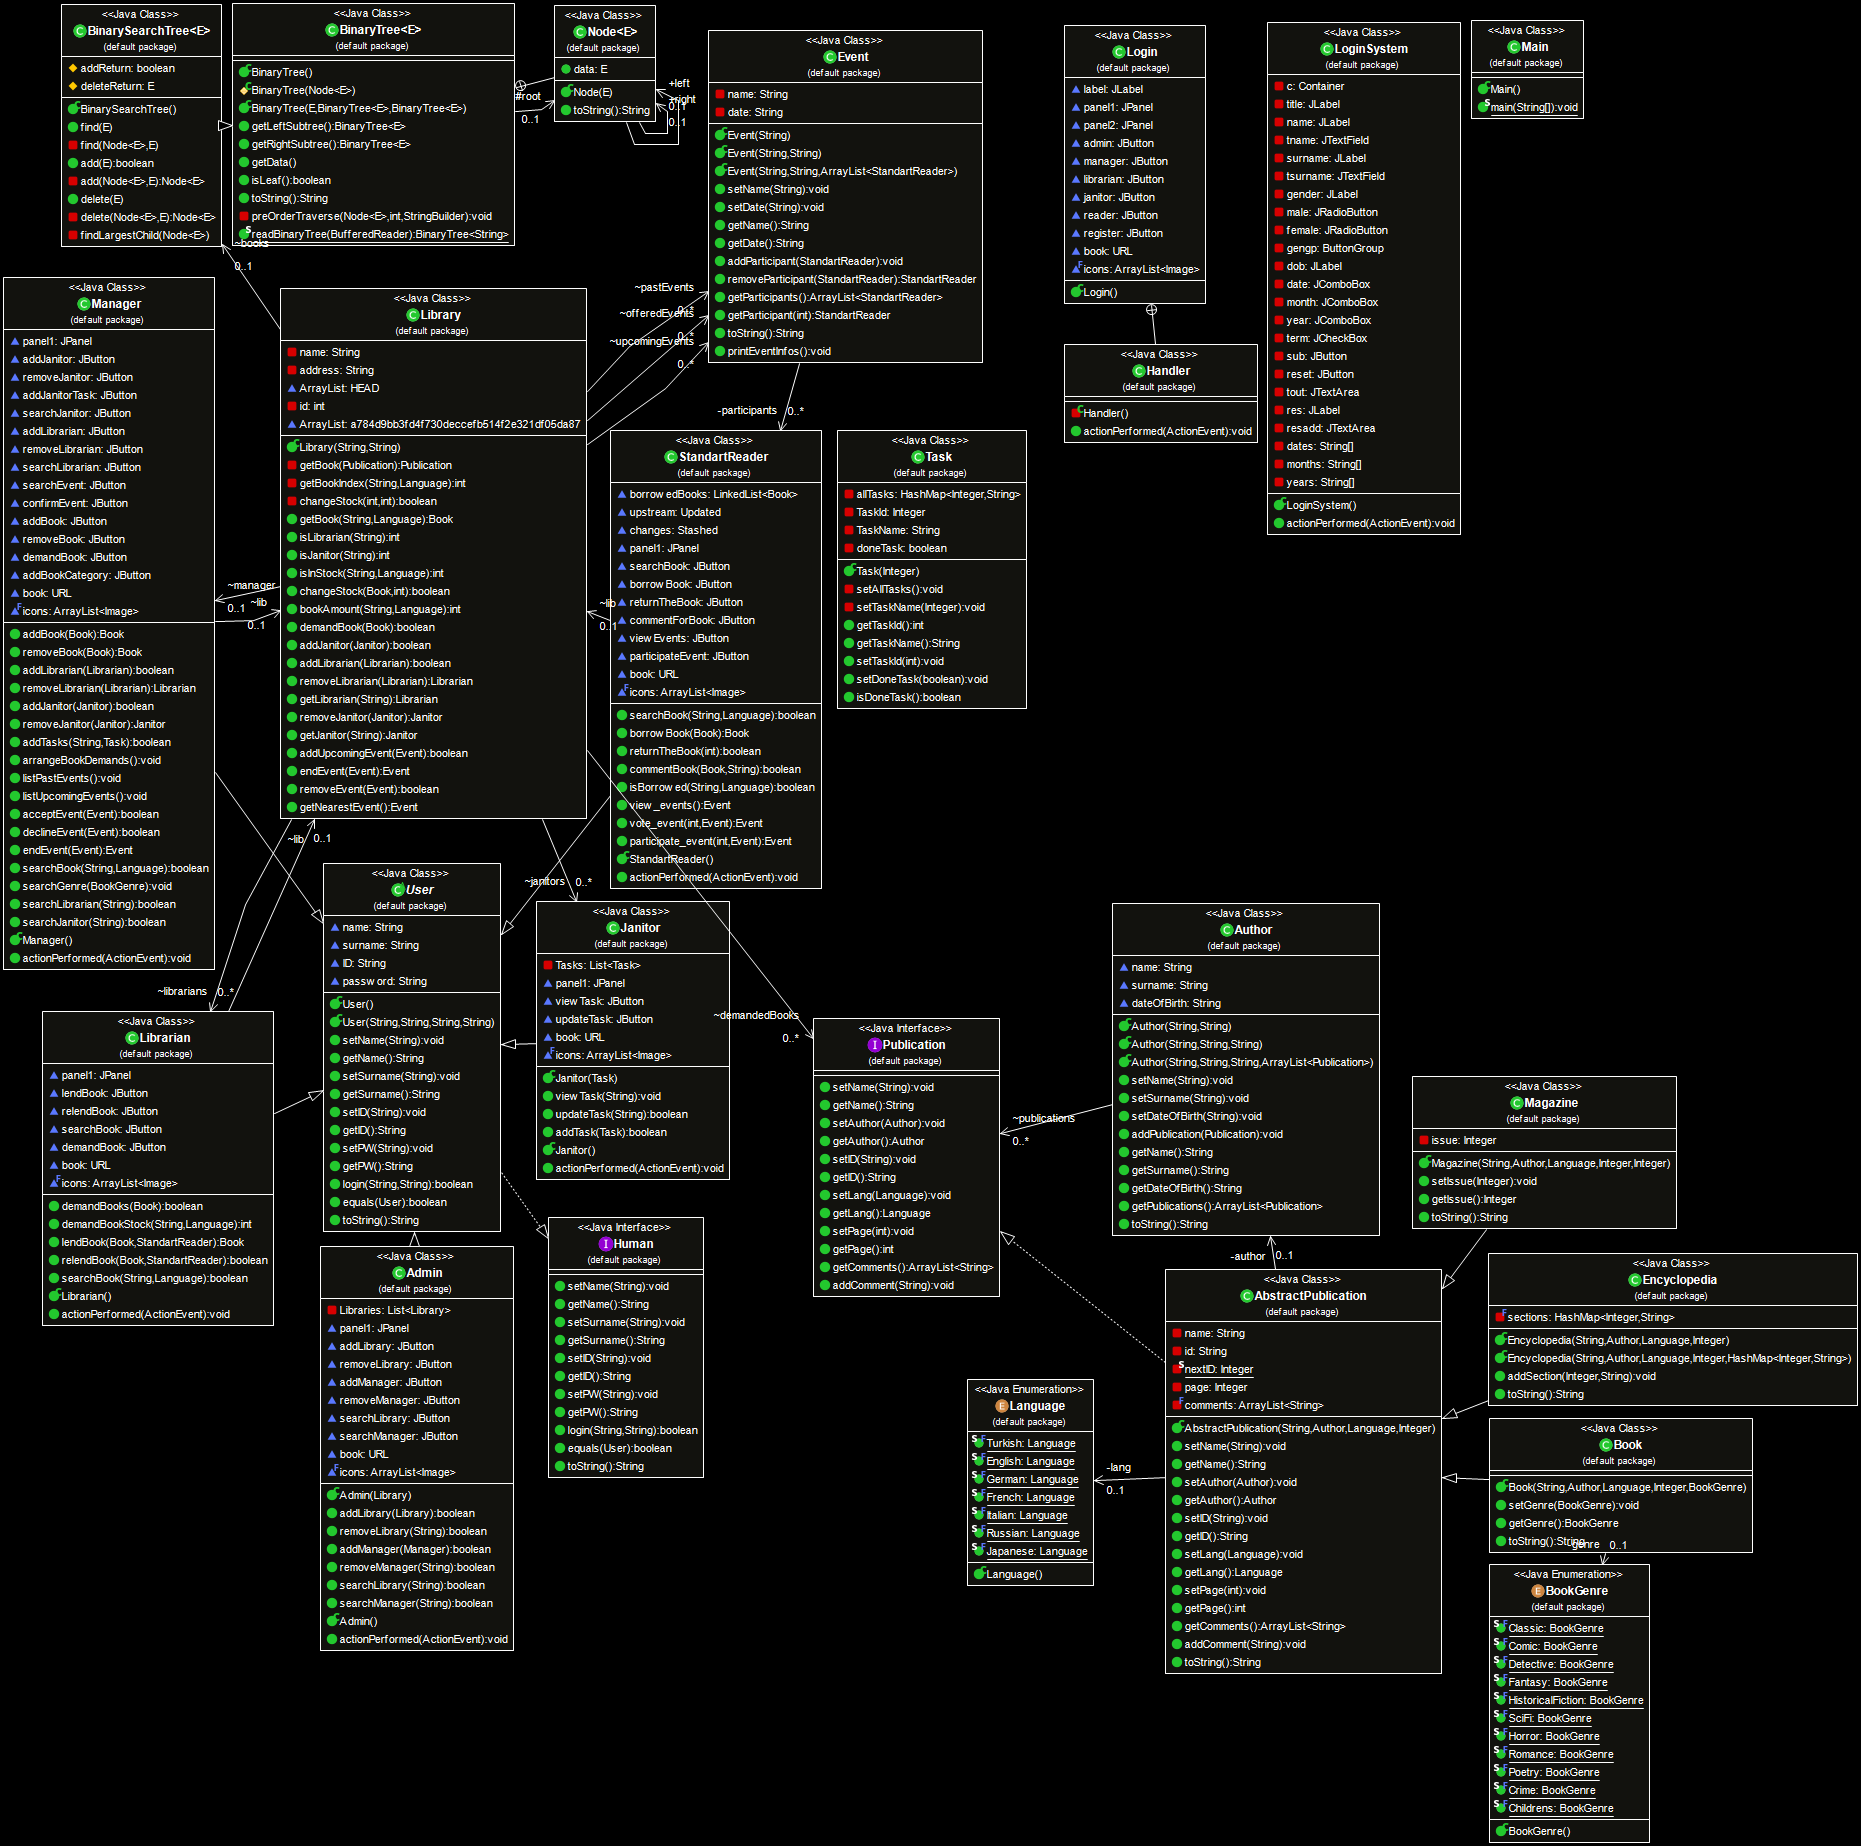 <<Java Class>>
BinarySearchTree<E>
(default package)
addReturn: boolean
deleteReturn: E
BinarySearchTree()
find(E)
find(Node<E>,E)
add(E):boolean
add(Node<E>,E):Node<E>
delete(E)
delete(Node<E>,E):Node<E>
findLargestChild(Node<E>)
<<Java Class>>
BinaryTree<E>
(default package)
BinaryTree()
BinaryTree(Node<E>)
BinaryTree(E,BinaryTree<E>,BinaryTree<E>)
getLeftSubtree():BinaryTree<E>
getRightSubtree():BinaryTree<E>
getData()
isLeaf():boolean
toString():String
preOrderTraverse(Node<E>,int,StringBuilder):void
readBinaryTree(BufferedReader):BinaryTree<String>
#root
0..1
<<Java Class>>
Node<E>
(default package)
data: E
Node(E)
toString():String
+left
+right
0..1
0..1
~books
0..1
<<Java Class>>
Event
(default package)
name: String
date: String
Event(String)
Event(String,String)
Event(String,String,ArrayList<StandartReader>)
setName(String):void
setDate(String):void
getName():String
getDate():String
addParticipant(StandartReader):void
removeParticipant(StandartReader):StandartReader
getParticipants():ArrayList<StandartReader>
getParticipant(int):StandartReader
toString():String
printEventInfos():void
~pastEvents
0..*
~offeredEvents
0..*
~upcomingEvents
0..*
-participants
0..*
<<Java Class>>
Login
(default package)
label: JLabel
panel1: JPanel
panel2: JPanel
admin: JButton
manager: JButton
librarian: JButton
janitor: JButton
reader: JButton
register: JButton
book: URL
icons: ArrayList<Image>
Login()
<<Java Class>>
Handler
(default package)
Handler()
actionPerformed(ActionEvent):void
<<Java Class>>
LoginSystem
(default package)
c: Container
title: JLabel
name: JLabel
tname: JTextField
surname: JLabel
tsurname: JTextField
gender: JLabel
male: JRadioButton
female: JRadioButton
gengp: ButtonGroup
dob: JLabel
date: JComboBox
month: JComboBox
year: JComboBox
term: JCheckBox
sub: JButton
reset: JButton
tout: JTextArea
res: JLabel
resadd: JTextArea
dates: String[]
months: String[]
years: String[]
LoginSystem()
actionPerformed(ActionEvent):void
<<Java Class>>
Main
(default package)
Main()
main(String[]):void
<<Java Class>>
Manager
(default package)
panel1: JPanel
addJanitor: JButton
removeJanitor: JButton
addJanitorTask: JButton
searchJanitor: JButton
addLibrarian: JButton
removeLibrarian: JButton
searchLibrarian: JButton
searchEvent: JButton
confirmEvent: JButton
addBook: JButton
removeBook: JButton
demandBook: JButton
addBookCategory: JButton
book: URL
icons: ArrayList<Image>
addBook(Book):Book
removeBook(Book):Book
addLibrarian(Librarian):boolean
removeLibrarian(Librarian):Librarian
addJanitor(Janitor):boolean
removeJanitor(Janitor):Janitor
addTasks(String,Task):boolean
arrangeBookDemands():void
listPastEvents():void
listUpcomingEvents():void
acceptEvent(Event):boolean
declineEvent(Event):boolean
endEvent(Event):Event
searchBook(String,Language):boolean
searchGenre(BookGenre):void
searchLibrarian(String):boolean
searchJanitor(String):boolean
Manager()
actionPerformed(ActionEvent):void
~manager
0..1
~lib
0..1
<<Java Class>>
Library
(default package)
name: String
address: String
ArrayList: HEAD
id: int
ArrayList: a784d9bb3fd4f730deccefb514f2e321df05da87
Library(String,String)
getBook(Publication):Publication
getBookIndex(String,Language):int
changeStock(int,int):boolean
getBook(String,Language):Book
isLibrarian(String):int
isJanitor(String):int
isInStock(String,Language):int
changeStock(Book,int):boolean
bookAmount(String,Language):int
demandBook(Book):boolean
addJanitor(Janitor):boolean
addLibrarian(Librarian):boolean
removeLibrarian(Librarian):Librarian
getLibrarian(String):Librarian
removeJanitor(Janitor):Janitor
getJanitor(String):Janitor
addUpcomingEvent(Event):boolean
endEvent(Event):Event
removeEvent(Event):boolean
getNearestEvent():Event
~lib
0..1
<<Java Class>>
StandartReader
(default package)
borrowedBooks: LinkedList<Book>
upstream: Updated
changes: Stashed
panel1: JPanel
searchBook: JButton
borrowBook: JButton
returnTheBook: JButton
commentForBook: JButton
viewEvents: JButton
participateEvent: JButton
book: URL
icons: ArrayList<Image>
searchBook(String,Language):boolean
borrowBook(Book):Book
returnTheBook(int):boolean
commentBook(Book,String):boolean
isBorrowed(String,Language):boolean
view_events():Event
vote_event(int,Event):Event
participate_event(int,Event):Event
StandartReader()
actionPerformed(ActionEvent):void
<<Java Class>>
Task
(default package)
allTasks: HashMap<Integer,String>
TaskId: Integer
TaskName: String
doneTask: boolean
Task(Integer)
setAllTasks():void
setTaskName(Integer):void
getTaskId():int
getTaskName():String
setTaskId(int):void
setDoneTask(boolean):void
isDoneTask():boolean
~lib
0..1
~librarians
0..*
~janitors
0..*
~demandedBooks
0..*
<<Java Class>>
User
(default package)
name: String
surname: String
ID: String
password: String
User()
User(String,String,String,String)
setName(String):void
getName():String
setSurname(String):void
getSurname():String
setID(String):void
getID():String
setPW(String):void
getPW():String
login(String,String):boolean
equals(User):boolean
toString():String
<<Java Class>>
Janitor
(default package)
Tasks: List<Task>
panel1: JPanel
viewTask: JButton
updateTask: JButton
book: URL
icons: ArrayList<Image>
Janitor(Task)
viewTask(String):void
updateTask(String):boolean
addTask(Task):boolean
Janitor()
actionPerformed(ActionEvent):void
<<Java Class>>
Librarian
(default package)
panel1: JPanel
lendBook: JButton
relendBook: JButton
searchBook: JButton
demandBook: JButton
book: URL
icons: ArrayList<Image>
demandBooks(Book):boolean
demandBookStock(String,Language):int
lendBook(Book,StandartReader):Book
relendBook(Book,StandartReader):boolean
searchBook(String,Language):boolean
Librarian()
actionPerformed(ActionEvent):void
<<Java Class>>
Admin
(default package)
Libraries: List<Library>
panel1: JPanel
addLibrary: JButton
removeLibrary: JButton
addManager: JButton
removeManager: JButton
searchLibrary: JButton
searchManager: JButton
book: URL
icons: ArrayList<Image>
Admin(Library)
addLibrary(Library):boolean
removeLibrary(String):boolean
addManager(Manager):boolean
removeManager(String):boolean
searchLibrary(String):boolean
searchManager(String):boolean
Admin()
actionPerformed(ActionEvent):void
<<Java Interface>>
Human
(default package)
setName(String):void
getName():String
setSurname(String):void
getSurname():String
setID(String):void
getID():String
setPW(String):void
getPW():String
login(String,String):boolean
equals(User):boolean
toString():String
<<Java Interface>>
Publication
(default package)
setName(String):void
getName():String
setAuthor(Author):void
getAuthor():Author
setID(String):void
getID():String
setLang(Language):void
getLang():Language
setPage(int):void
getPage():int
getComments():ArrayList<String>
addComment(String):void
~publications
0..*
<<Java Class>>
Author
(default package)
name: String
surname: String
dateOfBirth: String
Author(String,String)
Author(String,String,String)
Author(String,String,String,ArrayList<Publication>)
setName(String):void
setSurname(String):void
setDateOfBirth(String):void
addPublication(Publication):void
getName():String
getSurname():String
getDateOfBirth():String
getPublications():ArrayList<Publication>
toString():String
-author
0..1
<<Java Class>>
Magazine
(default package)
issue: Integer
Magazine(String,Author,Language,Integer,Integer)
setIssue(Integer):void
getIssue():Integer
toString():String
<<Java Class>>
AbstractPublication
(default package)
name: String
id: String
nextID: Integer
page: Integer
comments: ArrayList<String>
AbstractPublication(String,Author,Language,Integer)
setName(String):void
getName():String
setAuthor(Author):void
getAuthor():Author
setID(String):void
getID():String
setLang(Language):void
getLang():Language
setPage(int):void
getPage():int
getComments():ArrayList<String>
addComment(String):void
toString():String
<<Java Class>>
Encyclopedia
(default package)
sections: HashMap<Integer,String>
Encyclopedia(String,Author,Language,Integer)
Encyclopedia(String,Author,Language,Integer,HashMap<Integer,String>)
addSection(Integer,String):void
toString():String
<<Java Enumeration>>
Language
(default package)
Turkish: Language
English: Language
German: Language
French: Language
Italian: Language
Russian: Language
Japanese: Language
Language()
-lang
0..1
<<Java Class>>
Book
(default package)
Book(String,Author,Language,Integer,BookGenre)
setGenre(BookGenre):void
getGenre():BookGenre
toString():String
-genre
0..1
<<Java Enumeration>>
BookGenre
(default package)
Classic: BookGenre
Comic: BookGenre
Detective: BookGenre
Fantasy: BookGenre
HistoricalFiction: BookGenre
SciFi: BookGenre
Horror: BookGenre
Romance: BookGenre
Poetry: BookGenre
Crime: BookGenre
Childrens: BookGenre
BookGenre()